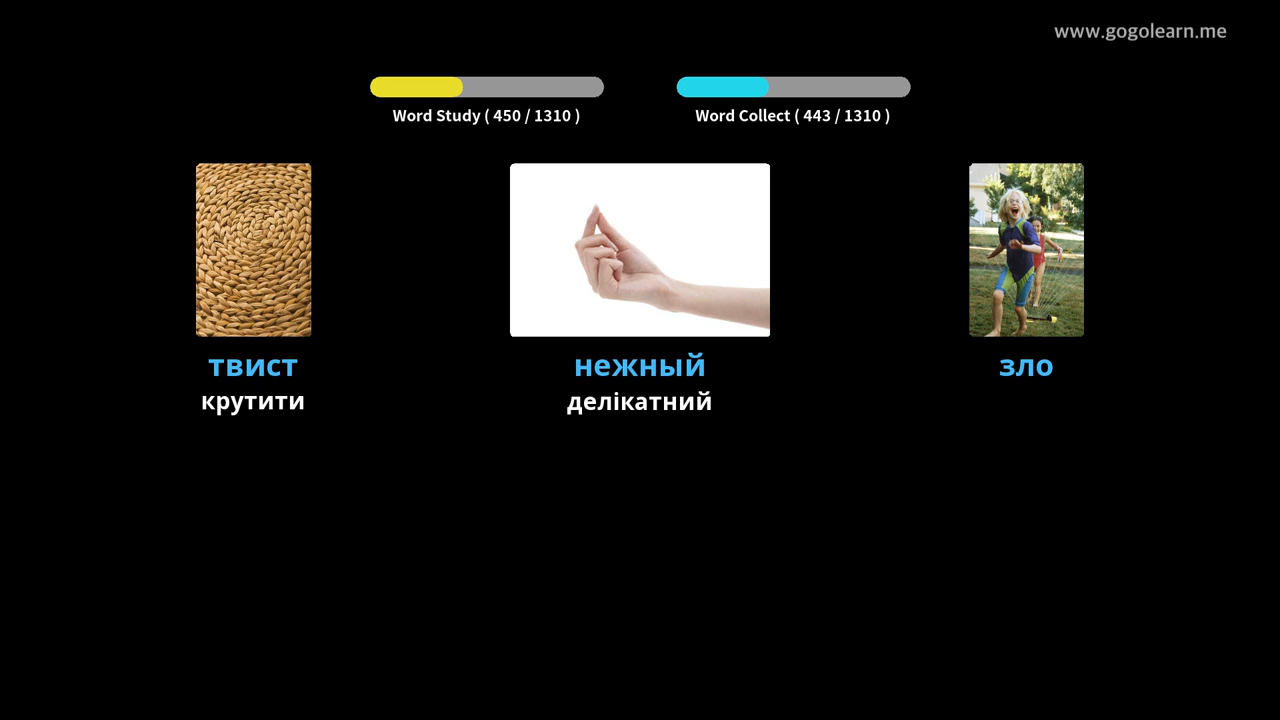 www.gogolearn.me
Word Study ( 450 / 1310 )
Word Collect ( 443 / 1310 )
твист
крутити
нежный
делікатний
зло